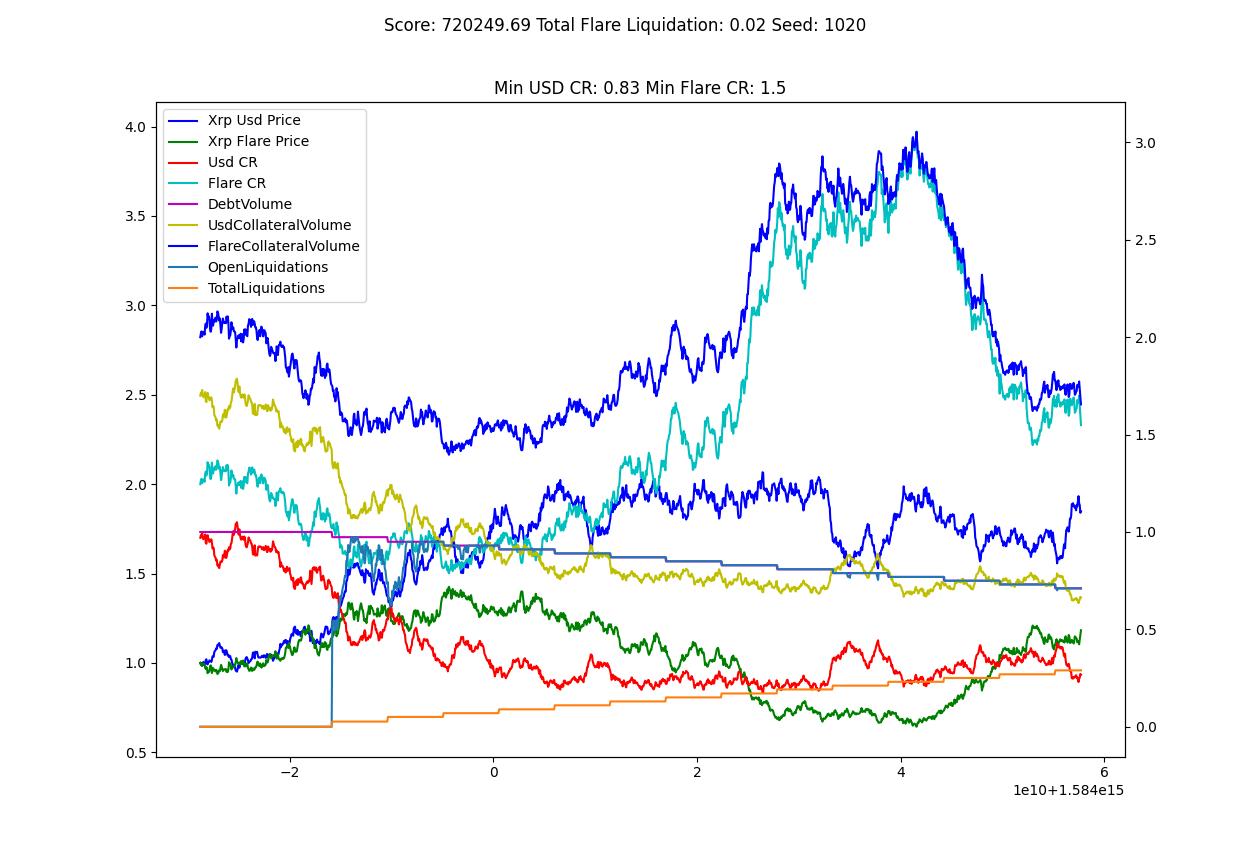 Score: 720249.69 Total Flare Liquidation: 0.02 Seed: 1020
Min USD CR: 0.83 Min Flare CR: 1.5
Xrp Usd Price
Xrp Flare Price
Usd CR
Flare CR
DebtVolume
UsdCollateralVolume
FlareCollateralVolume
OpenLiquidations
TotalLiquidations
4.0
3.5
3.0
2.5
2.0
1.5
1.0
0.5
3.0
2.5
2.0
1.5
1.0
0.5
0.0
−2
0
2
4
6
1e10+1.584e15